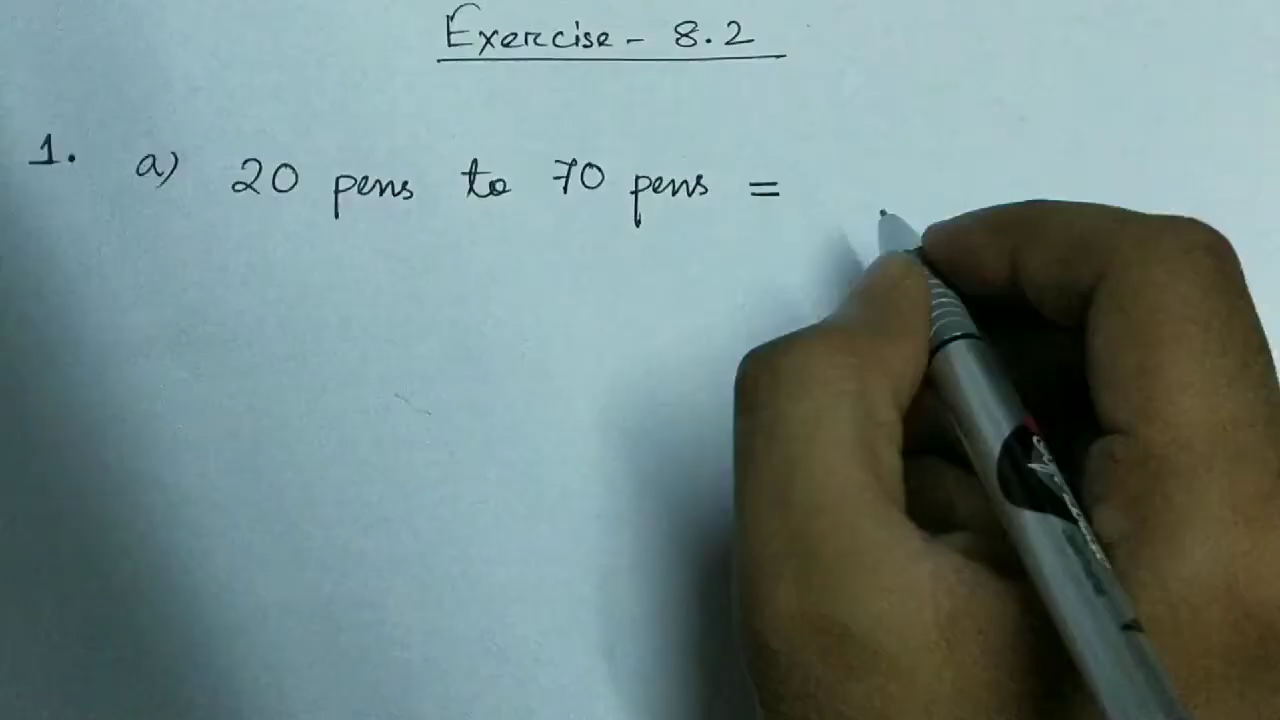 Exercise - 8.2
1. a) 20 pens to 70 pens =